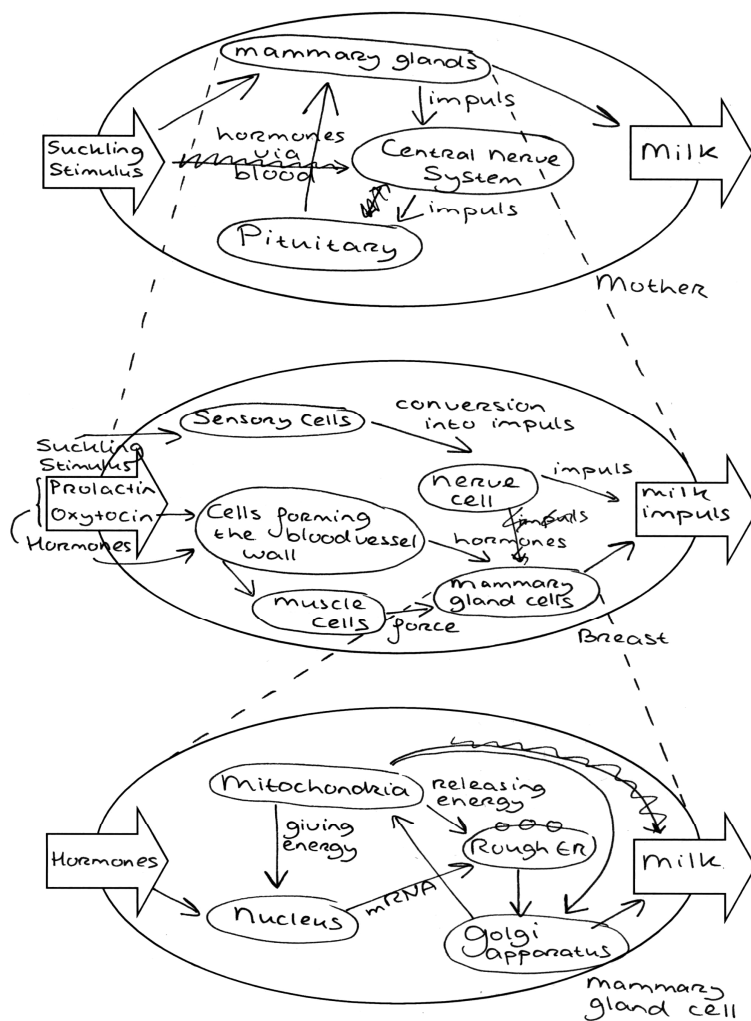 mammary glands
impuls
Suckling
Stimulus
hormones
via
blood
Central nerve
System
milk
impuls
Pituitary
Mother
Sensory cells
conversion
into impuls
Suckling
Stimulus
Prolactin
Oxytocin
Hormones
nerve
cell
impuls
milk
impuls
Cells forming
the bloodvessel
wall
impuls
hormones
mammary
gland cells
muscle
cells
force
Breast
Mitochondria
releasing
energy
giving
energy
Rough ER
Hormones
milk
mRNA
nucleus
golgi
apparatus
mammary
gland cell